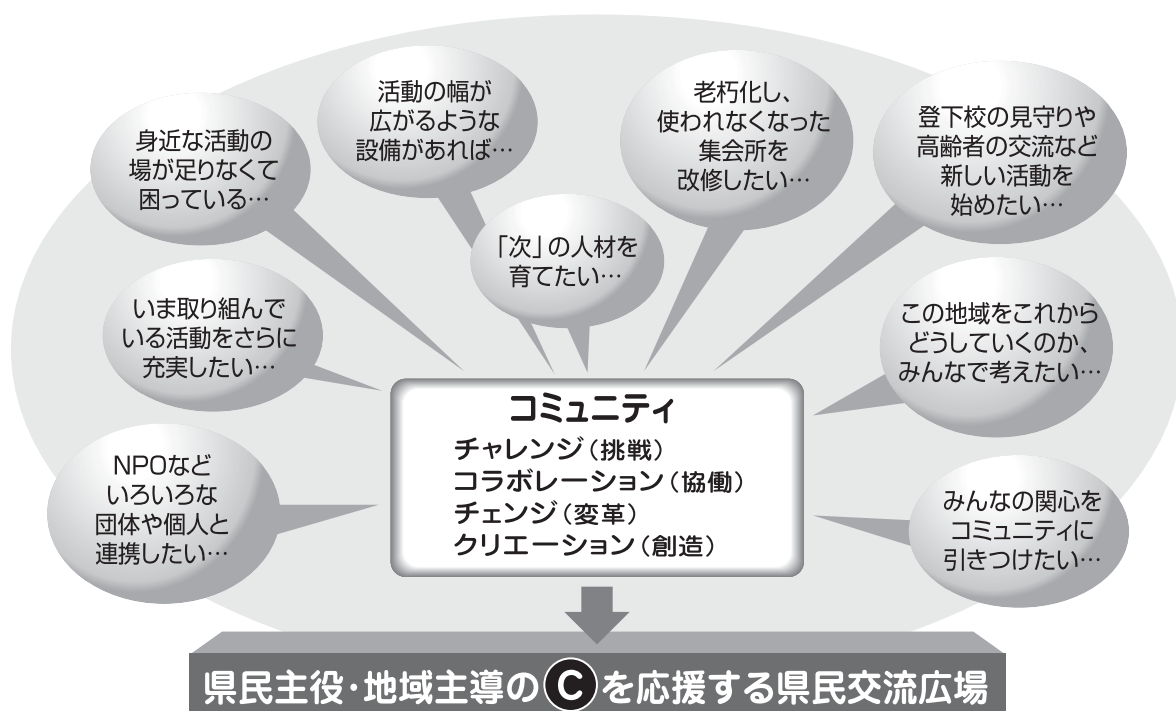 身近な活動の
場が足りなくて
困っている…
活動の幅が
広がるような
設備があれば…
老朽化し、
使われなくなった
集会所を
改修したい…
登下校の見守りや
高齢者の交流など
新しい活動を
始めたい…
「次」の人材を
育てたい…
いま取り組んで
いる活動をさらに
充実したい…
この地域をこれから
どうしていくのか、
みんなで考えたい…
NPOなど
いろいろな
団体や個人と
連携したい…
みんなの関心を
コミュニティに
引きつけたい…
コミュニティ
チャレンジ（挑戦）
コラボレーション（協働）
チェンジ（変革）
クリエーション（創造）
県民主役・地域主導のCを応援する県民交流広場